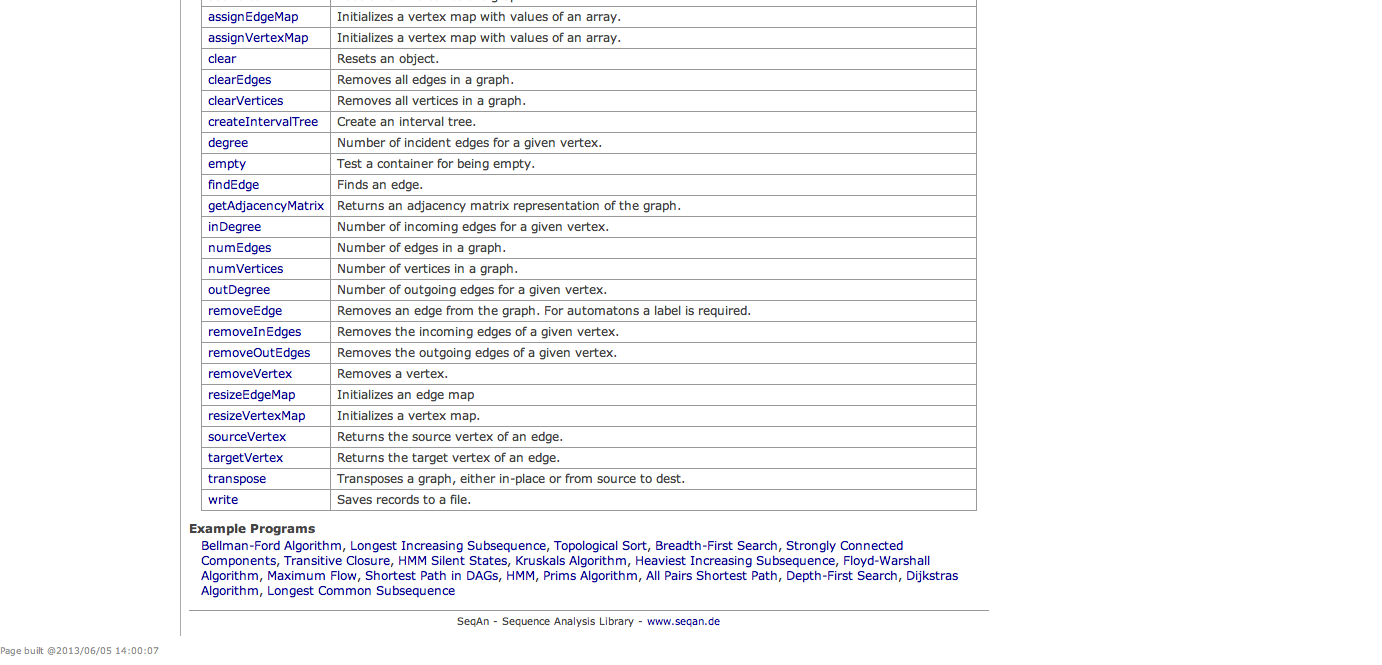 assignEdgeMap Initializes a vertex map with values of an array.
assignVertexMap Initializes a vertex map with values of an array.
clear Resets an object.
clearEdges Removes all edges in a graph.
clearVertices Removes all vertices in a graph.
createIntervalTree Create an interval tree.
degree Number of incident edges for a given vertex.
empty Test a container for being empty.
findEdge Finds an edge.
getAdjacencyMatrix Returns an adjacency matrix representation of the graph.
inDegree Number of incoming edges for a given vertex.
numEdges Number of edges in a graph.
numVertices Number of vertices in a graph.
outDegree Number of outgoing edges for a given vertex.
removeEdge Removes an edge from the graph. For automatons a label is required.
removeInEdges Removes the incoming edges of a given vertex.
removeOutEdges Removes the outgoing edges of a given vertex.
removeVertex Removes a vertex.
resizeEdgeMap Initializes an edge map
resizeVertexMap Initializes a vertex map.
sourceVertex Returns the source vertex of an edge.
targetVertex Returns the target vertex of an edge.
transpose Transposes a graph, either in-place or from source to dest.
write Saves records to a file.
Example Programs
Bellman-Ford Algorithm, Longest Increasing Subsequence, Topological Sort, Breadth-First Search, Strongly Connected
Components, Transitive Closure, HMM Silent States, Kruskals Algorithm, Heaviest Increasing Subsequence, Floyd-Warshall
Algorithm, Maximum Flow, Shortest Path in DAGs, HMM, Prims Algorithm, All Pairs Shortest Path, Depth-First Search, Dijkstras
Algorithm, Longest Common Subsequence
SeqAn - Sequence Analysis Library - www.seqan.de
Page built @2013/06/05 14:00:07